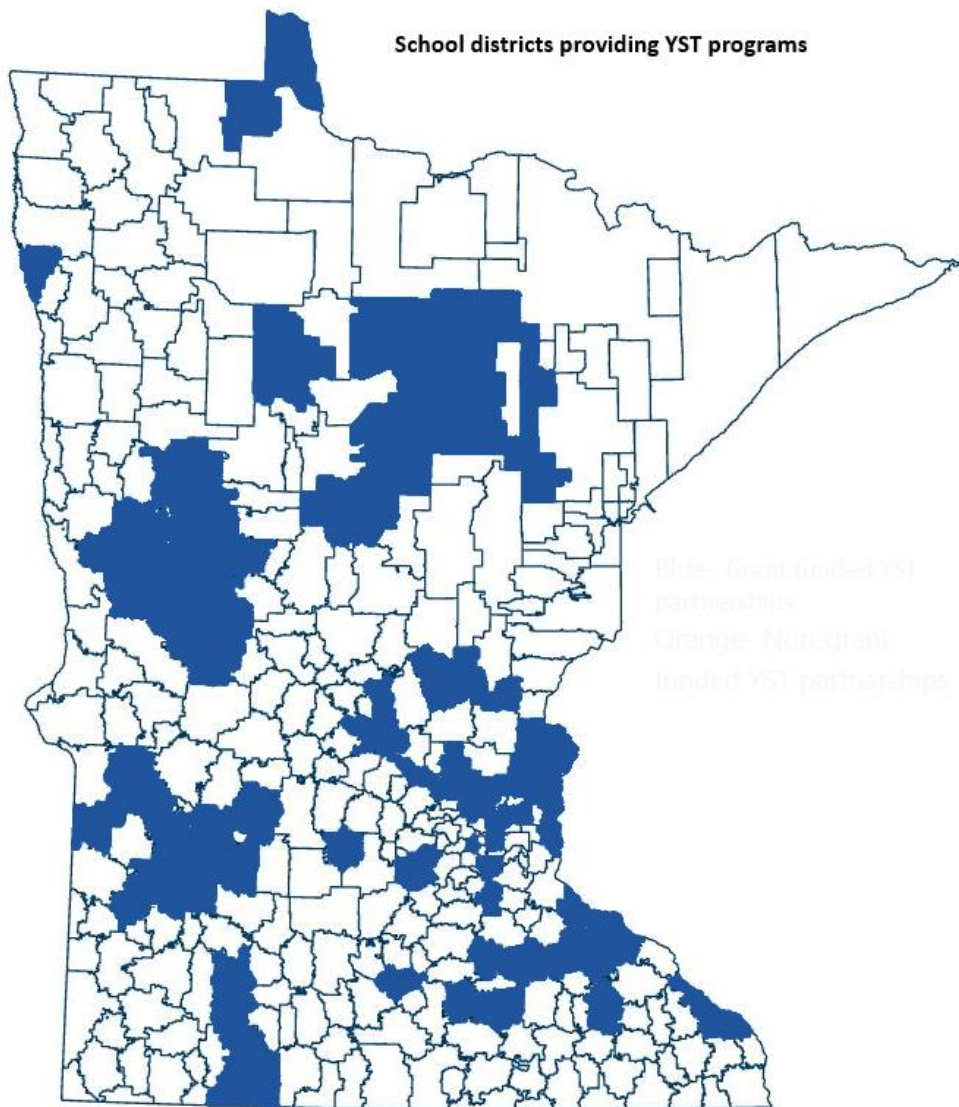 School districts providing YST programs
Blue- Grant funded YST
partnerships
Orange- Non-grant
funded YST partnerships